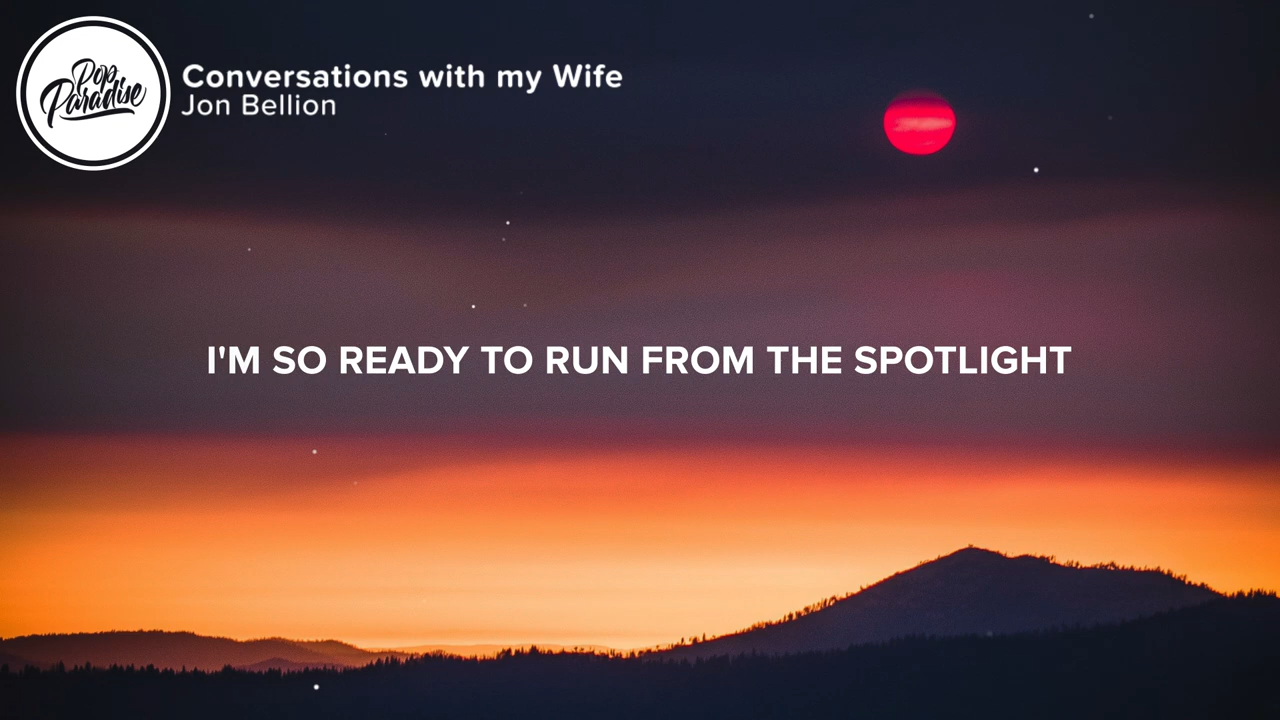 Pop
Paradise
Conversations with my Wife
Jon Bellion
I'M SO READY TO RUN FROM THE SPOTLIGHT